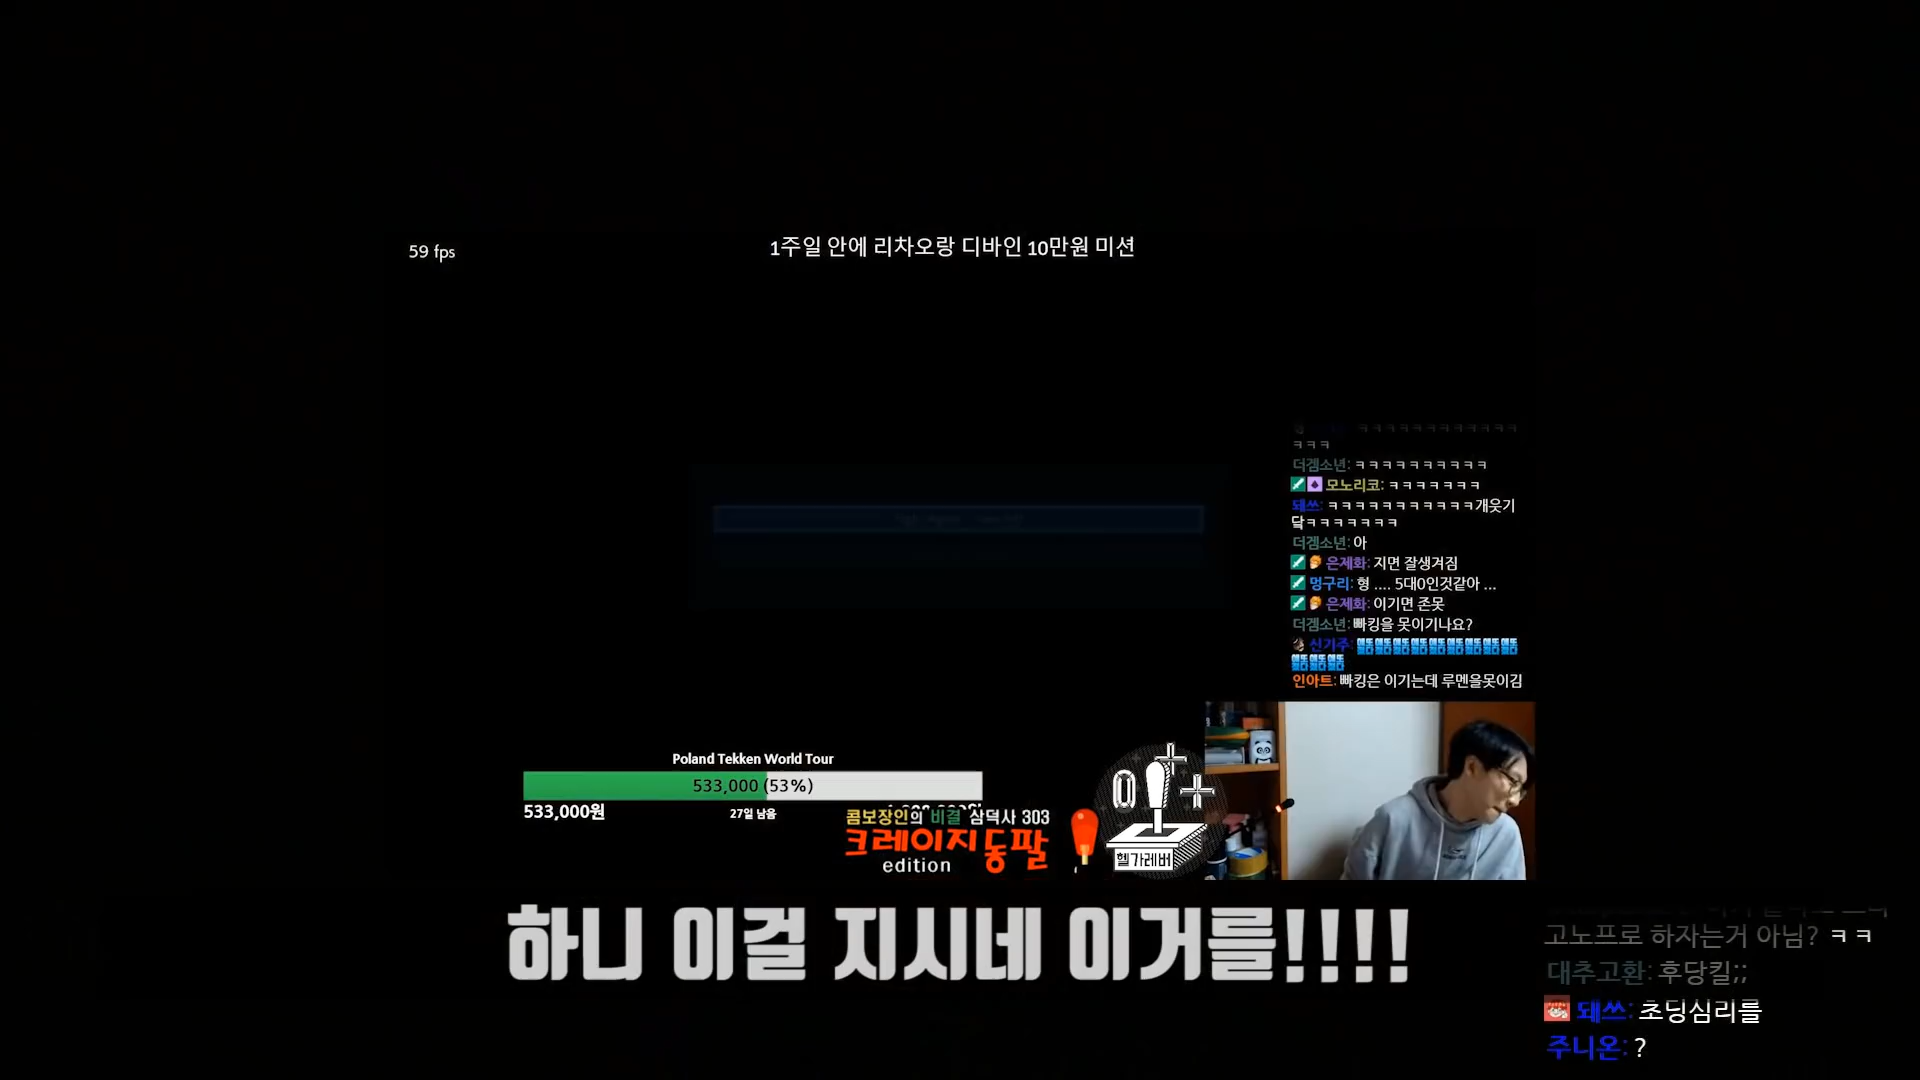 59 fps
1주일 안에 리차오랑 디바인 10만원 미션
ㅋㅋㅋㅋㅋㅋㅋㅋㅋㅋㅋㅋ
ㅋㅋㅋ
더겜소년: ㅋㅋㅋㅋㅋㅋㅋㅋㅋㅋ
모노리코: ㅋㅋㅋㅋㅋㅋㅋ
돼쓰: ㅋㅋㅋㅋㅋㅋㅋㅋㅋㅋㅋ개웃기
닼ㅋㅋㅋㅋㅋㅋㅋ
더겜소년: 아
은제화: 지면 잘생겨짐
멍구리: 형 .... 5대0인것같아 ...
은제화: 이기면 존못
더겜소년: 빠킹을 못이기나요?
신기주:
인아트: 빠킹은 이기는데 루멘을못이김
Poland Tekken World Tour
533,000 (53%)
533,000원
27일 남음
콤보장인의 비결 삼덕사 303
크레이지동팔
edition
헬가레버
하니 이걸 지시네 이거를!!!!
고노프로 하자는거 아님? ㅋㅋ
대추고환: 후당킬;;
돼쓰: 초딩심리를
주니온: ?